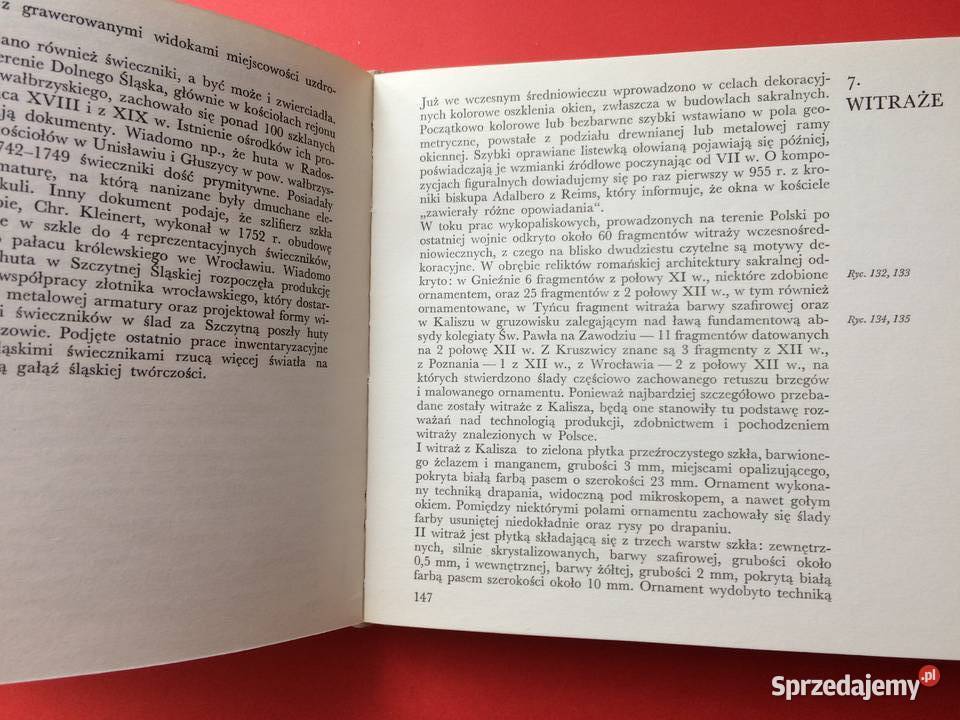 z grawerowanymi widokami miejscowości uzdro-
ano również świeczniki, a być może i zwierciadła.
erenie Dolnego Śląska, głównie w kościołach rejonu
wałbrzyskiego, zachowało się ponad 100 szklanych
ca XVIII i z XIX w. Istnienie ośrodków ich pro-
ją dokumenty. Wiadomo np., że huta w Rados-
ościołów w Unisławiu i Głuszycy w pow. wałbrzys-
742–1749 świeczniki dość prymitywne. Posiadały
maturę, na którą nanizane były dmuchane ele-
kuli. Inny dokument podaje, że szlifierz szkła
bie, Chr. Kleinert, wykonał w 1752 r. obudowę
e w szkle do 4 reprezentacyjnych świeczników,
o pałacu królewskiego we Wrocławiu. Wiadomo
huta w Szczytnej Śląskiej rozpoczęła produkcję
współpracy złotnika wrocławskiego, który dostar-
metalowej armatury oraz projektował formy wi-
i świeczników w ślad za Szczytną poszły huty
zowie. Podjęte ostatnio prace inwentaryzacyjne
ląskimi świecznikami rzucą więcej światła na
ą gałąź śląskiej twórczości.
7.
WITRAŻE
Już we wczesnym średniowieczu wprowadzono w celach dekoracyj-
nych kolorowe oszklenia okien, zwłaszcza w budowlach sakralnych.
Początkowo kolorowe lub bezbarwne szybki wstawiano w pola geo-
metryczne, powstałe z podziału drewnianej lub metalowej ramy
okiennej. Szybki oprawiane listewką ołowianą pojawiają się później,
poświadczają je wzmianki źródłowe poczynając od VII w. O kompo-
zycjach figuralnych dowiadujemy się po raz pierwszy w 955 r. z kro-
niki biskupa Adalbero z Reims, który informuje, że okna w kościele
„zawierały różne opowiadania“.
W toku prac wykopaliskowych, prowadzonych na terenie Polski po
ostatniej wojnie odkryto około 60 fragmentów witraży wczesnośred-
niowiecznych, z czego na blisko dwudziestu czytelne są motywy de-
koracyjne. W obrębie reliktów romańskiej architektury sakralnej od-
kryto: w Gnieźnie 6 fragmentów z połowy XI w., niektóre zdobione
ornamentem, oraz 25 fragmentów z 2 połowy XII w., w tym również
ornamentowane, w Tyńcu fragment witraża barwy szafirowej oraz
w Kaliszu w gruzowisku zalegającym nad ławą fundamentową ab-
sydy kolegiaty Św. Pawła na Zawodziu — 11 fragmentów datowanych
na 2 połowę XII w. Z Kruszwicy znane są 3 fragmenty z XII w.,
z Poznania — 1 z XII w., z Wrocławia — 2 z połowy XII w., na
których stwierdzono ślady częściowo zachowanego retuszu brzegów
i malowanego ornamentu. Ponieważ najbardziej szczegółowo przeba-
dane zostały witraże z Kalisza, będą one stanowiły tu podstawę roz-
ważań nad technologią produkcji, zdobnictwem i pochodzeniem
witraży znalezionych w Polsce.
I witraż z Kalisza to zielona płytka przeźroczystego szkła, barwione-
go żelazem i manganem, grubości 3 mm, miejscami opalizującego,
pokryta białą farbą pasem o szerokości 23 mm. Ornament wykona-
ny techniką drapania, widoczną pod mikroskopem, a nawet gołym
okiem. Pomiędzy niektórymi polami ornamentu zachowały się ślady
farby usuniętej niedokładnie oraz rysy po drapaniu.
II witraż jest płytką składającą się z trzech warstw szkła: zewnętrz-
nych, silnie skrystalizowanych, barwy szafirowej, grubości około
0,5 mm, i wewnętrznej, barwy żółtej, grubości 2 mm, pokrytą białą
farbą pasem szerokości około 10 mm. Ornament wydobyto techniką
Ryc. 132, 133
Ryc. 134, 135
147
Sprzedajemy.pl